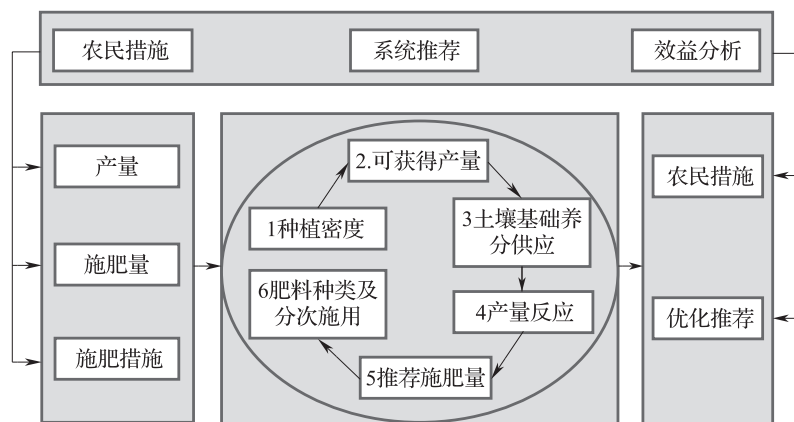 农民措施
系统推荐
效益分析
产量
施肥量
施肥措施
1种植密度
2.可获得产量
3土壤基础养
分供应
4产量反应
5推荐施肥量
6肥料种类及
分次施用
农民措施
优化推荐